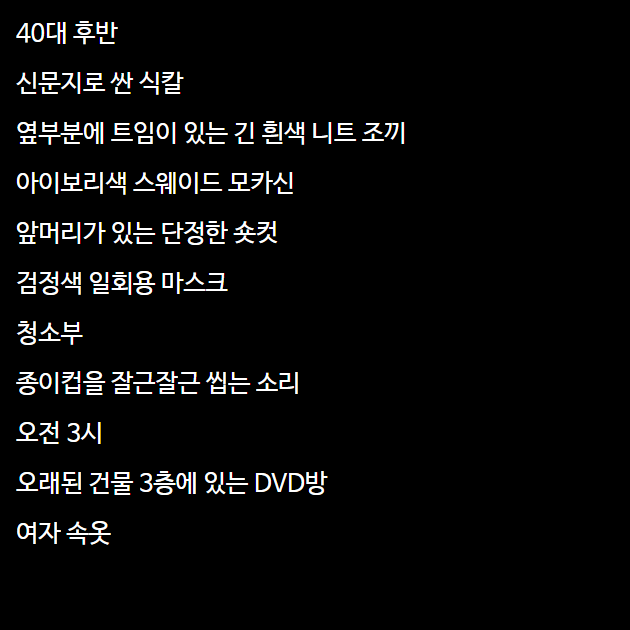 40대 후반
신문지로 싼 식칼
옆부분에 트임이 있는 긴 흰색 니트 조끼
아이보리색 스웨이드 모카신
앞머리가 있는 단정한 숏컷
검정색 일회용 마스크
청소부
종이컵을 잘근잘근 씹는 소리
오전 3시
오래된 건물 3층에 있는 DVD방
여자 속옷